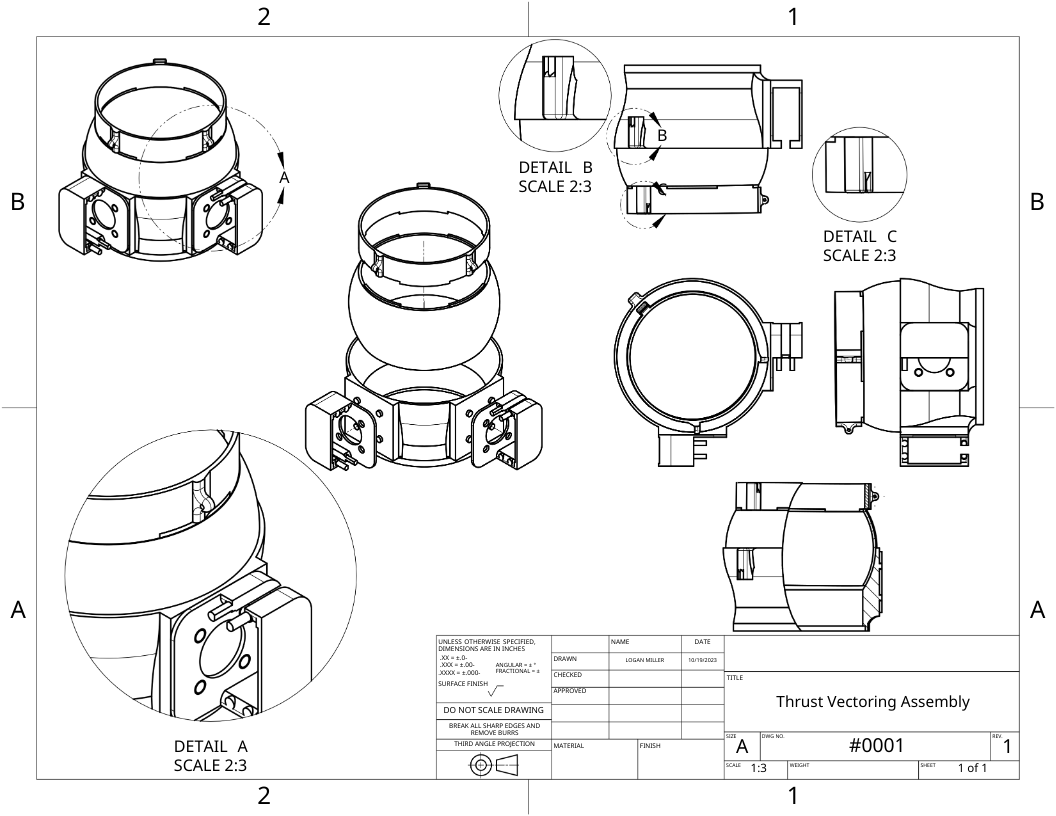 2
1
B
B
A
A
2
1
A
B
DETAIL B
SCALE 2:3
DETAIL C
SCALE 2:3
DETAIL A
SCALE 2:3
UNLESS OTHERWISE SPECIFIED,
DIMENSIONS ARE IN INCHES
.XX = ±.0-
.XXX = ±.00-
.XXXX = ±.000-
ANGULAR = ± °
FRACTIONAL = ±
SURFACE FINISH
DO NOT SCALE DRAWING
BREAK ALL SHARP EDGES AND
REMOVE BURRS
THIRD ANGLE PROJECTION
NAME
DATE
DRAWN
LOGAN MILLER
10/19/2023
CHECKED
APPROVED
MATERIAL
FINISH
TITLE
Thrust Vectoring Assembly
SIZE
A
DWG NO.
#0001
REV.
1
SCALE
1:3
WEIGHT
SHEET
1 of 1